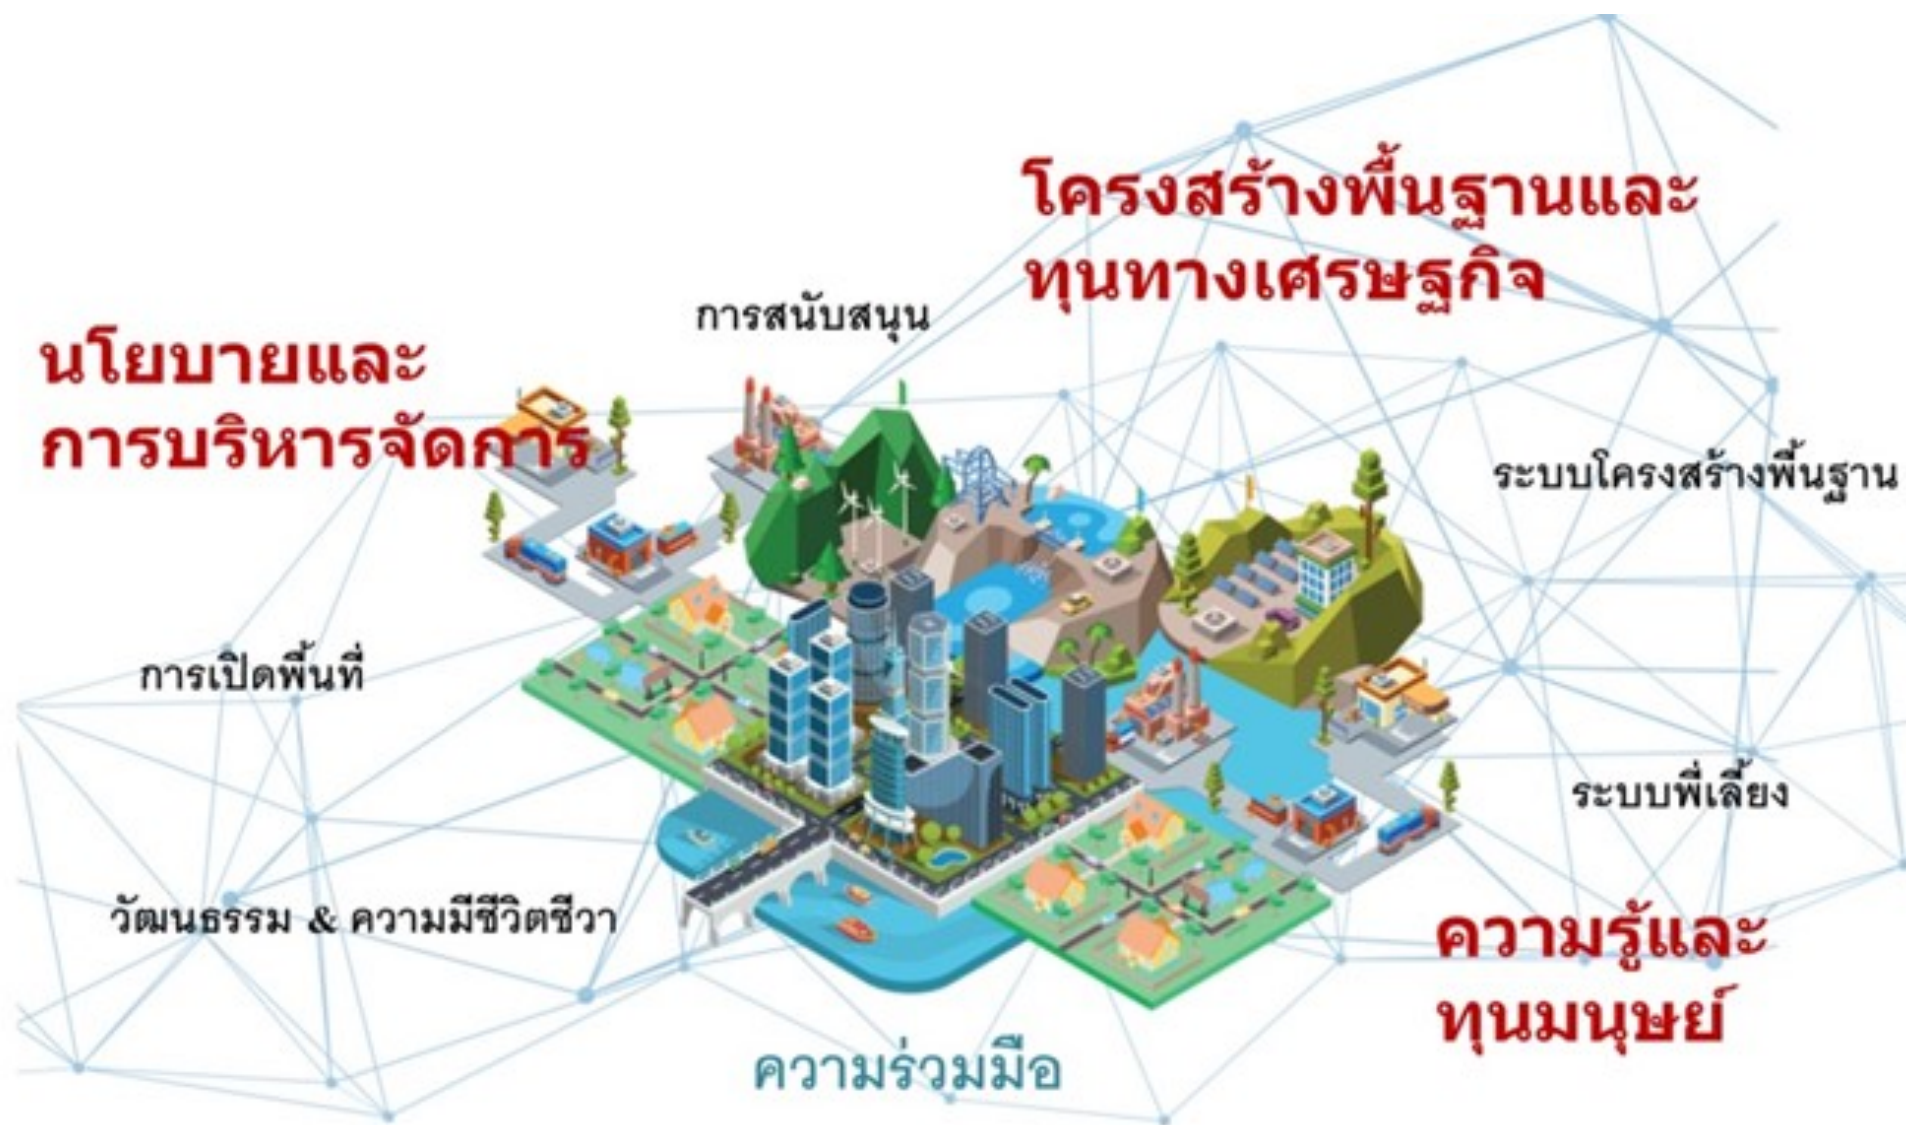 โครงสร้างพื้นฐานและ
ทุนทางเศรษฐกิจ
การสนับสนุน
นโยบายและ
การบริหารจัดการ
ระบบโครงสร้างพื้นฐาน
การเปิดพื้นที่
ระบบพี่เลี้ยง
วัฒนธรรม & ความมีชีวิตชีวา
ความรู้และ
ทุนมนุษย์
ความร่วมมือ